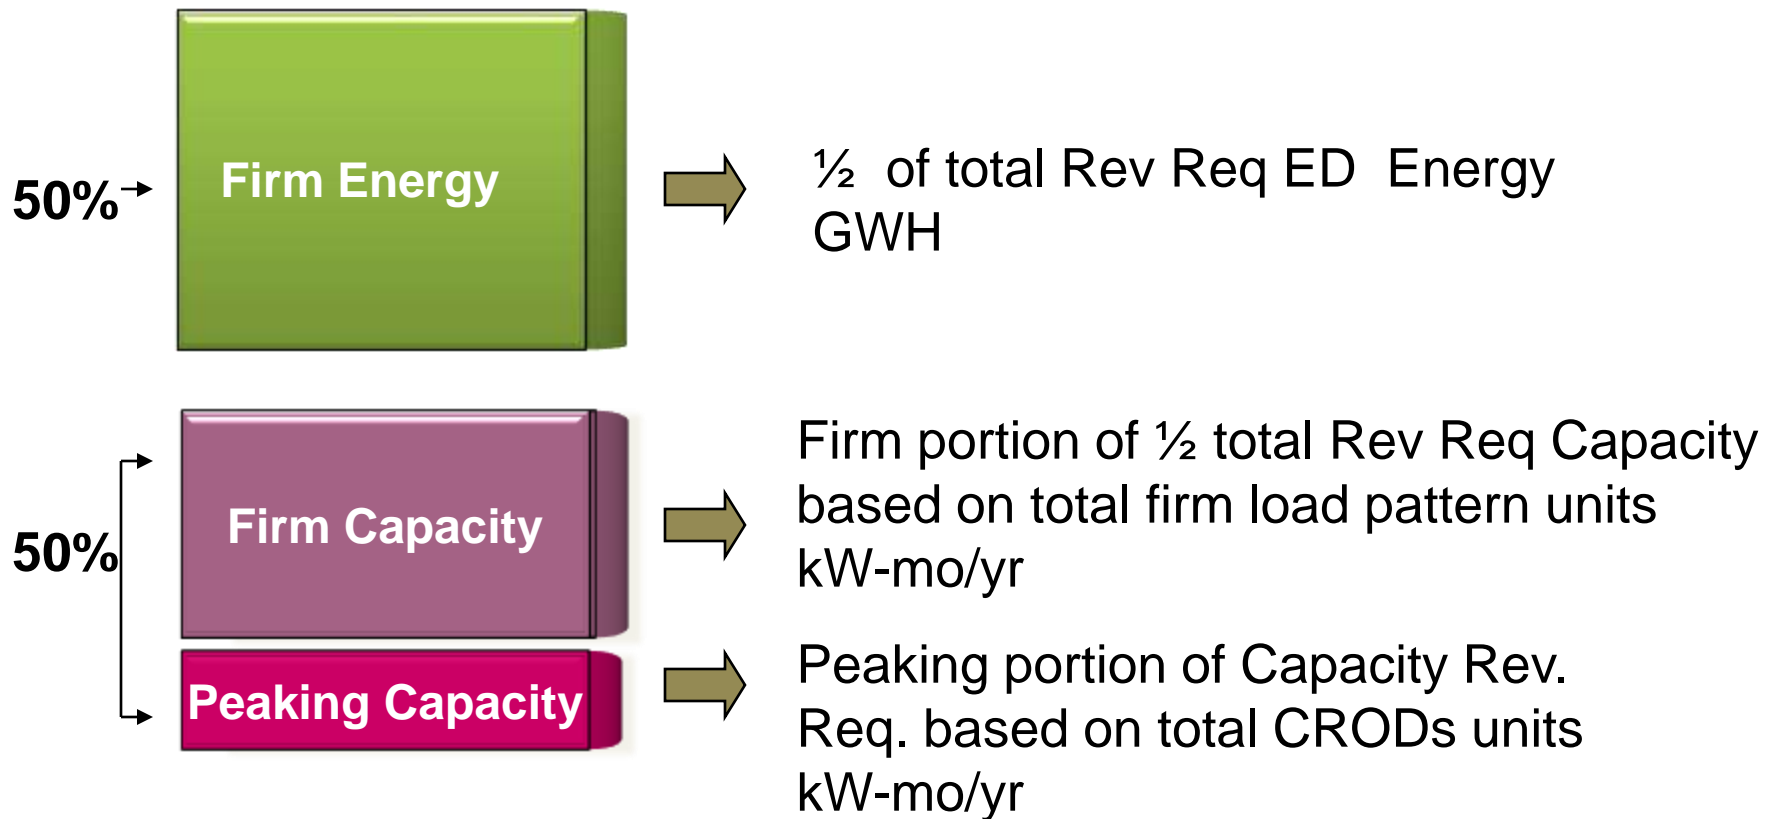 50%
Firm Energy
½ of total Rev Req ED Energy
GWH
50%
Firm Capacity
Firm portion of ½ total Rev Req Capacity
based on total firm load pattern units
kW-mo/yr
Peaking Capacity
Peaking portion of Capacity Rev.
Req. based on total CRODs units
kW-mo/yr